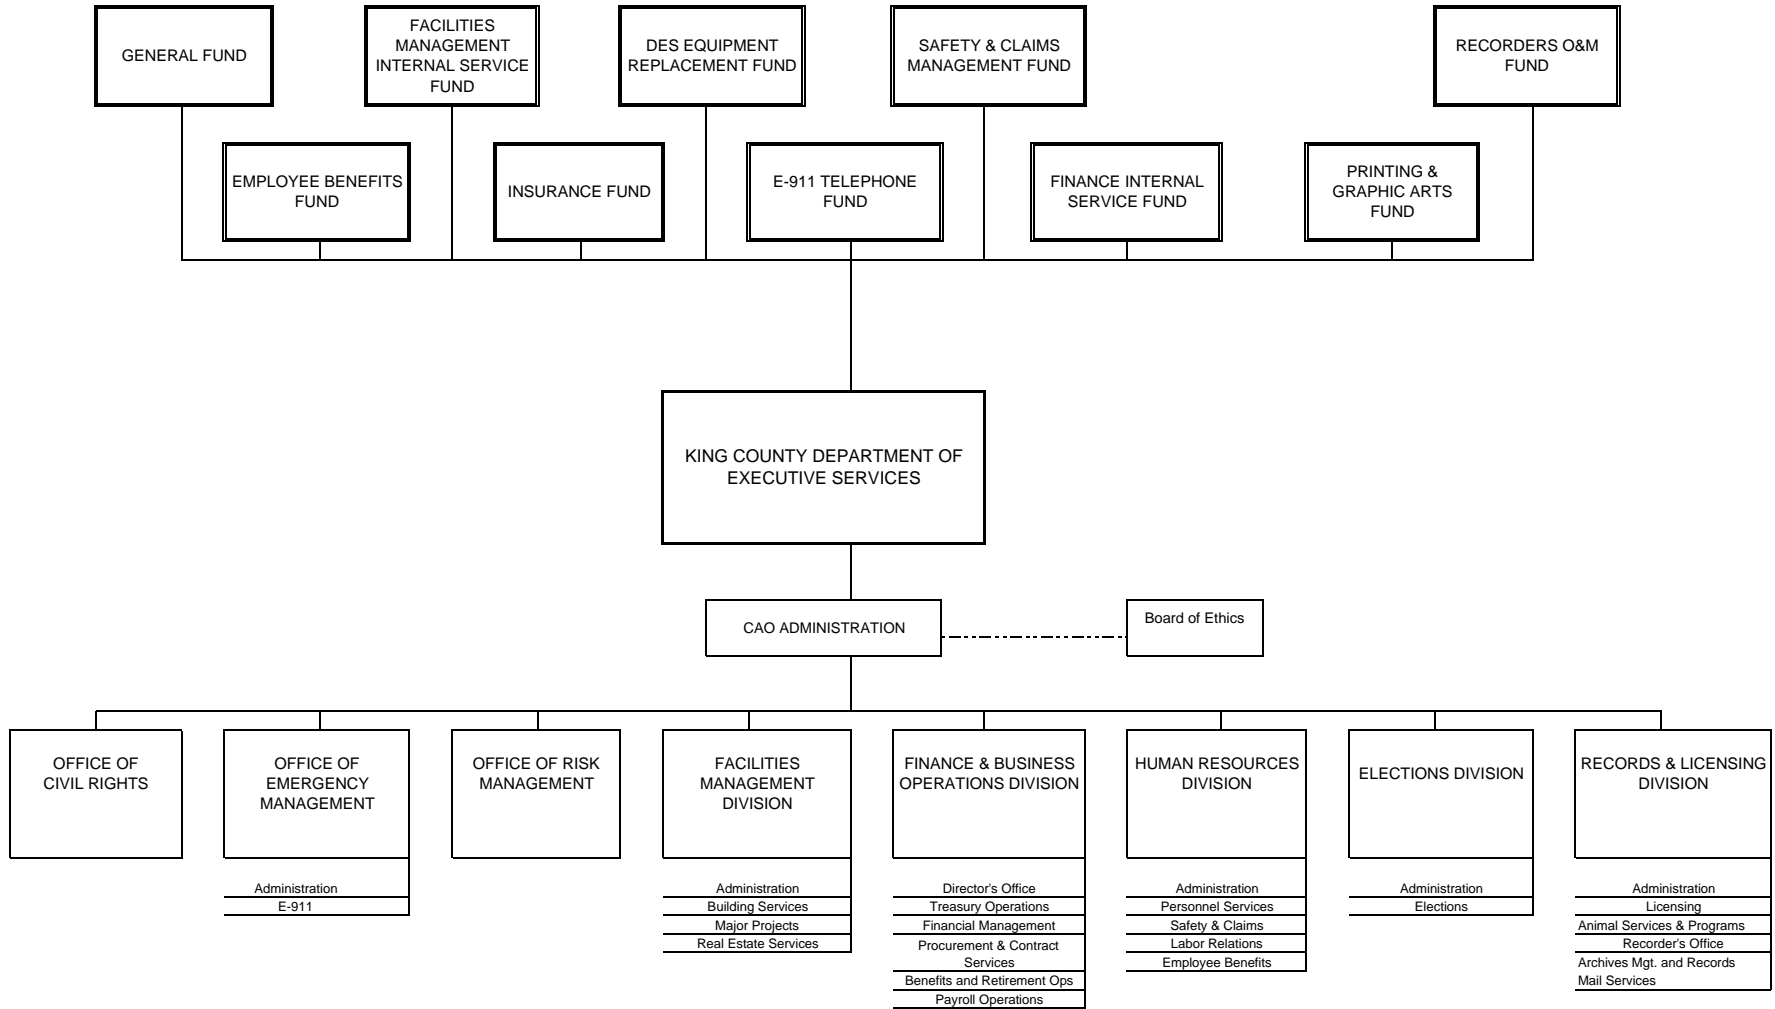 GENERAL FUND
FACILITIES
MANAGEMENT
INTERNAL SERVICE
FUND
DES EQUIPMENT
REPLACEMENT FUND
SAFETY & CLAIMS
MANAGEMENT FUND
RECORDERS O&M
FUND
EMPLOYEE BENEFITS
FUND
INSURANCE FUND
E-911 TELEPHONE
FUND
FINANCE INTERNAL
SERVICE FUND
PRINTING &
GRAPHIC ARTS
FUND
KING COUNTY DEPARTMENT OF
EXECUTIVE SERVICES
CAO ADMINISTRATION
Board of Ethics
OFFICE OF
CIVIL RIGHTS
OFFICE OF
EMERGENCY
MANAGEMENT
Administration
E-911
OFFICE OF RISK
MANAGEMENT
FACILITIES
MANAGEMENT
DIVISION
Administration
Building Services
Major Projects
Real Estate Services
FINANCE & BUSINESS
OPERATIONS DIVISION
Director's Office
Treasury Operations
Financial Management
Procurement & Contract
Services
Benefits and Retirement Ops
Payroll Operations
HUMAN RESOURCES
DIVISION
Administration
Personnel Services
Safety & Claims
Labor Relations
Employee Benefits
ELECTIONS DIVISION
Administration
Elections
RECORDS & LICENSING
DIVISION
Administration
Licensing
Animal Services & Programs
Recorder's Office
Archives Mgt. and Records
Mail Services